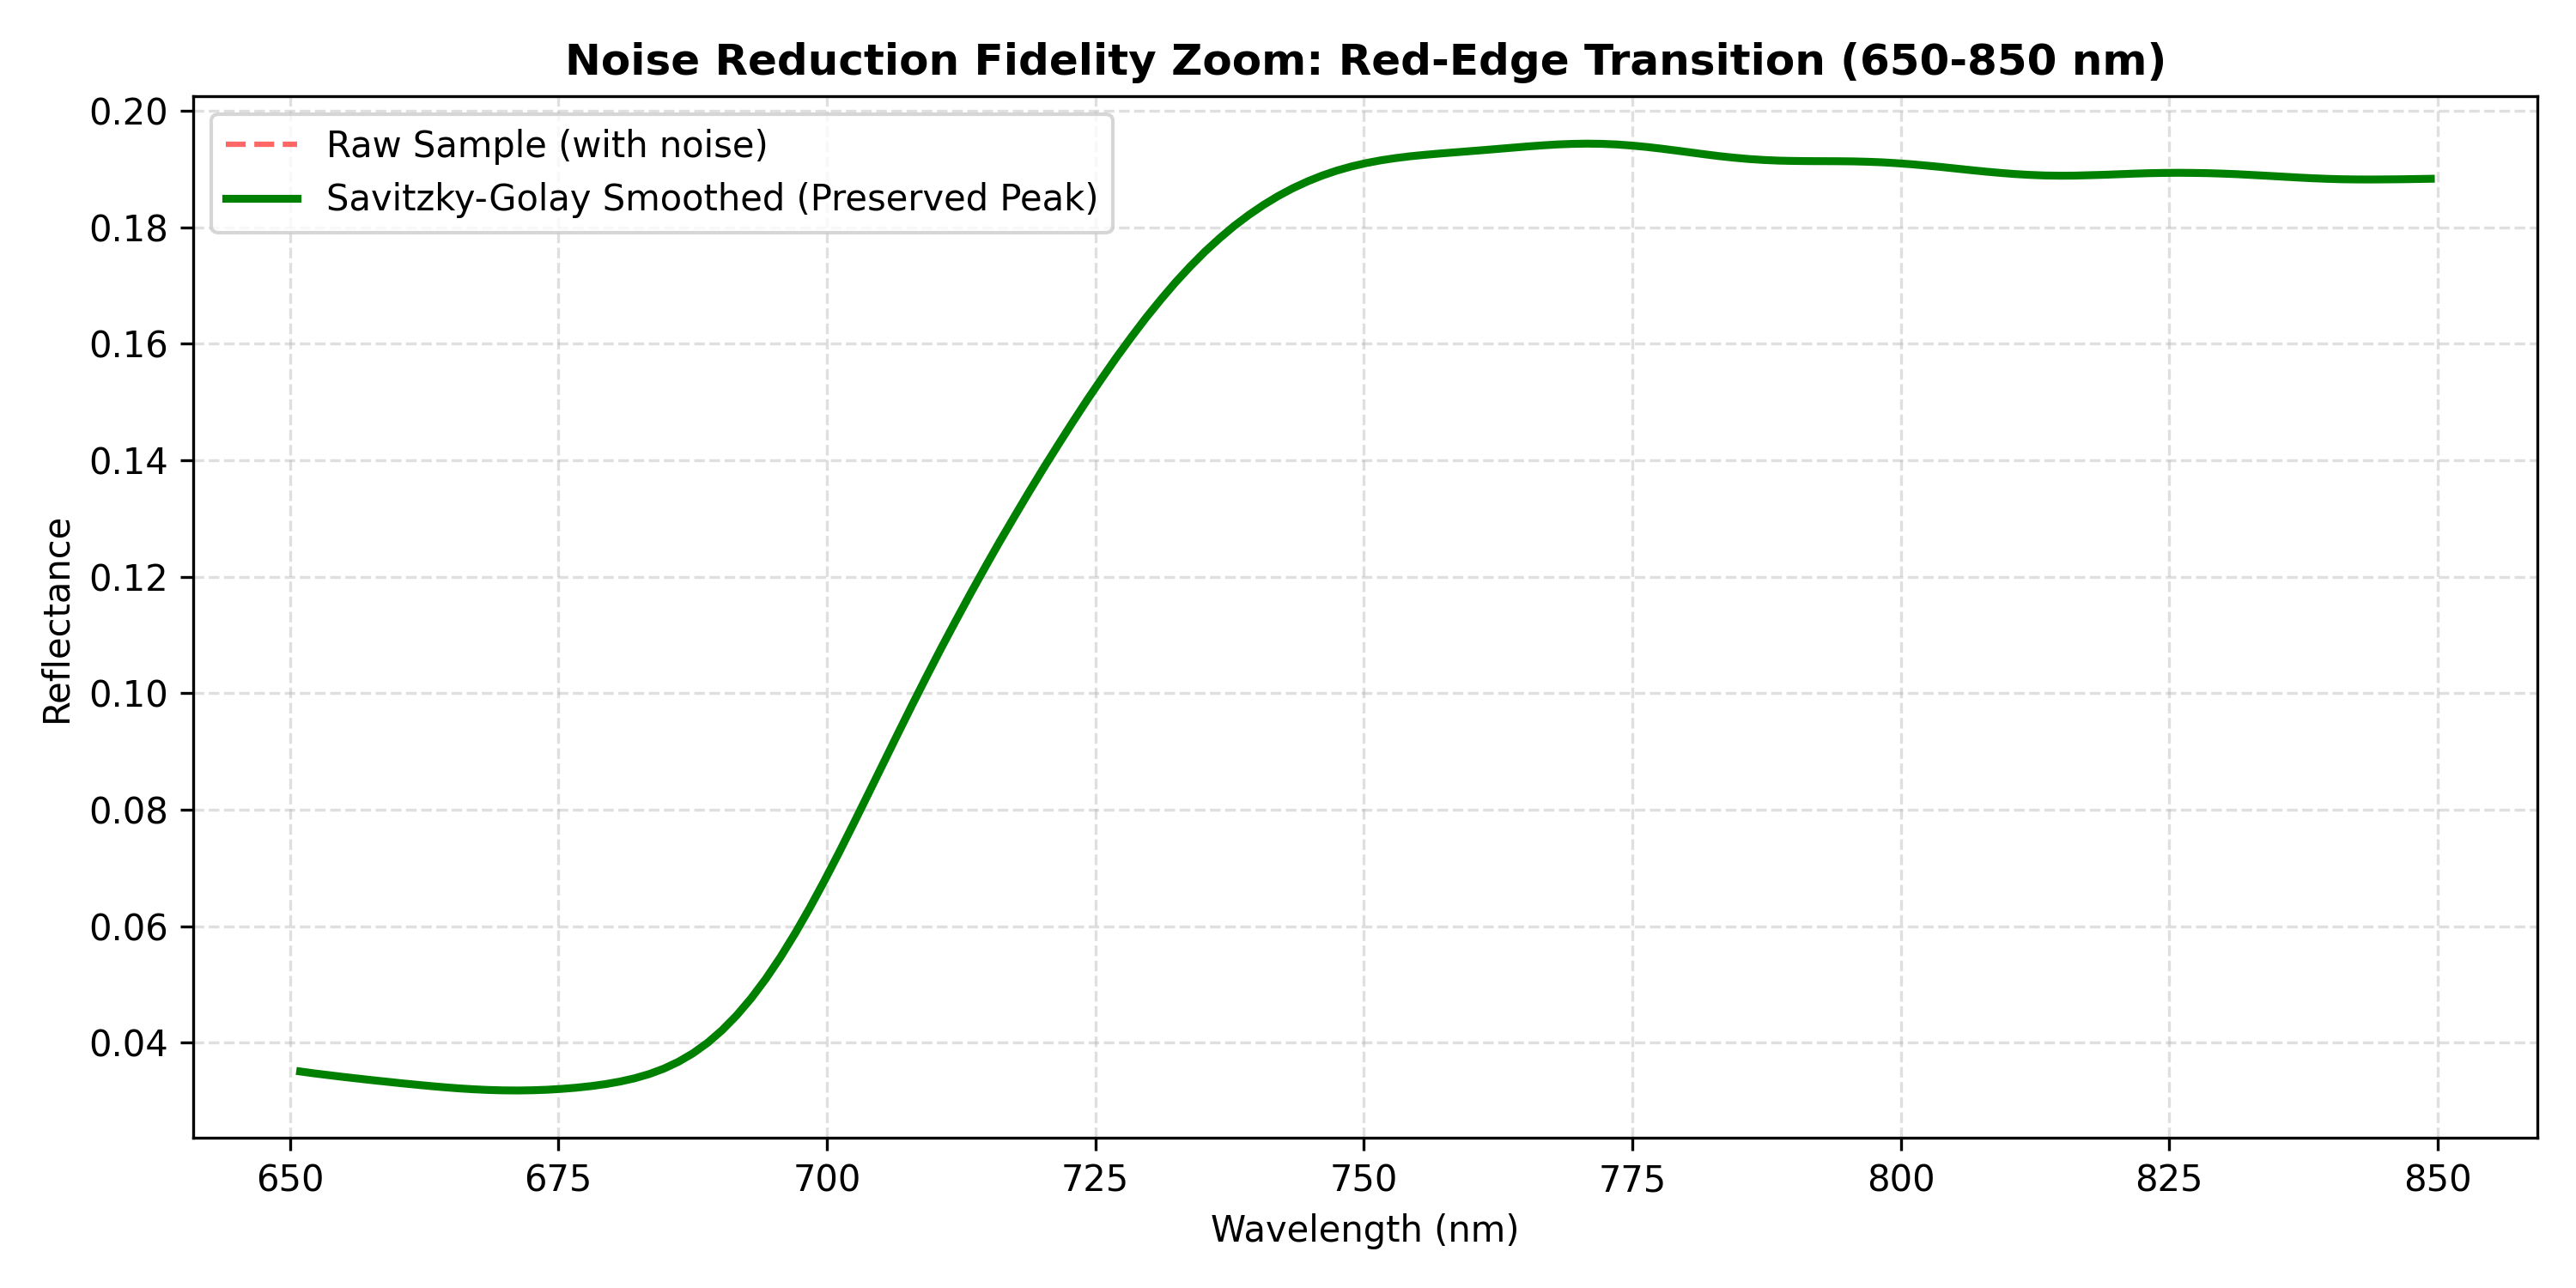 Noise Reduction Fidelity Zoom: Red-Edge Transition (650-850 nm)
Raw Sample (with noise)
Savitzky-Golay Smoothed (Preserved Peak)
Reflectance
0.20
0.18
0.16
0.14
0.12
0.10
0.08
0.06
0.04
650 675 700 725 750 775 800 825 850
Wavelength (nm)